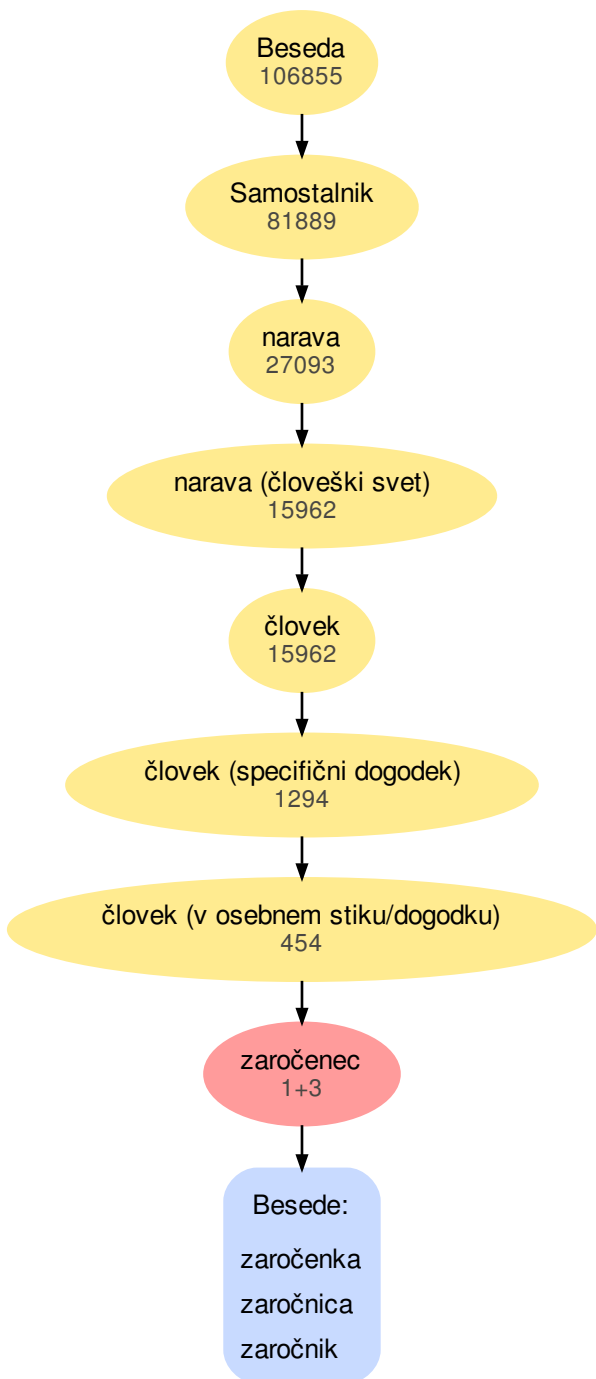 Beseda
106855
Samostalnik
81889
narava
27093
narava (človeški svet)
15962
človek
15962
človek (specifični dogodek)
1294
človek (v osebnem stiku/dogodku)
454
zaročenec
1+3
Besede:
zaročenka
zaročnica
zaročnik